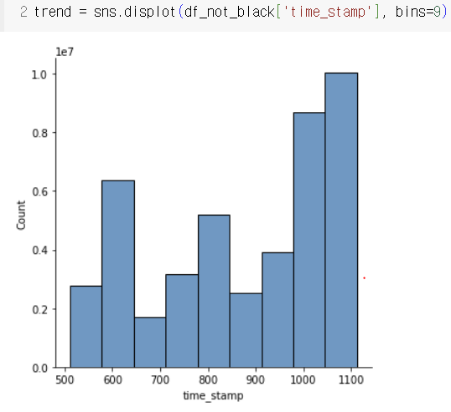 2 trend = sns.displot(df_not_black['time_stamp'], bins=9)
1e7
1.0
0.8
0.6
0.4
0.2
0.0
Count
500 600 700 800 900 1000 1100
time_stamp